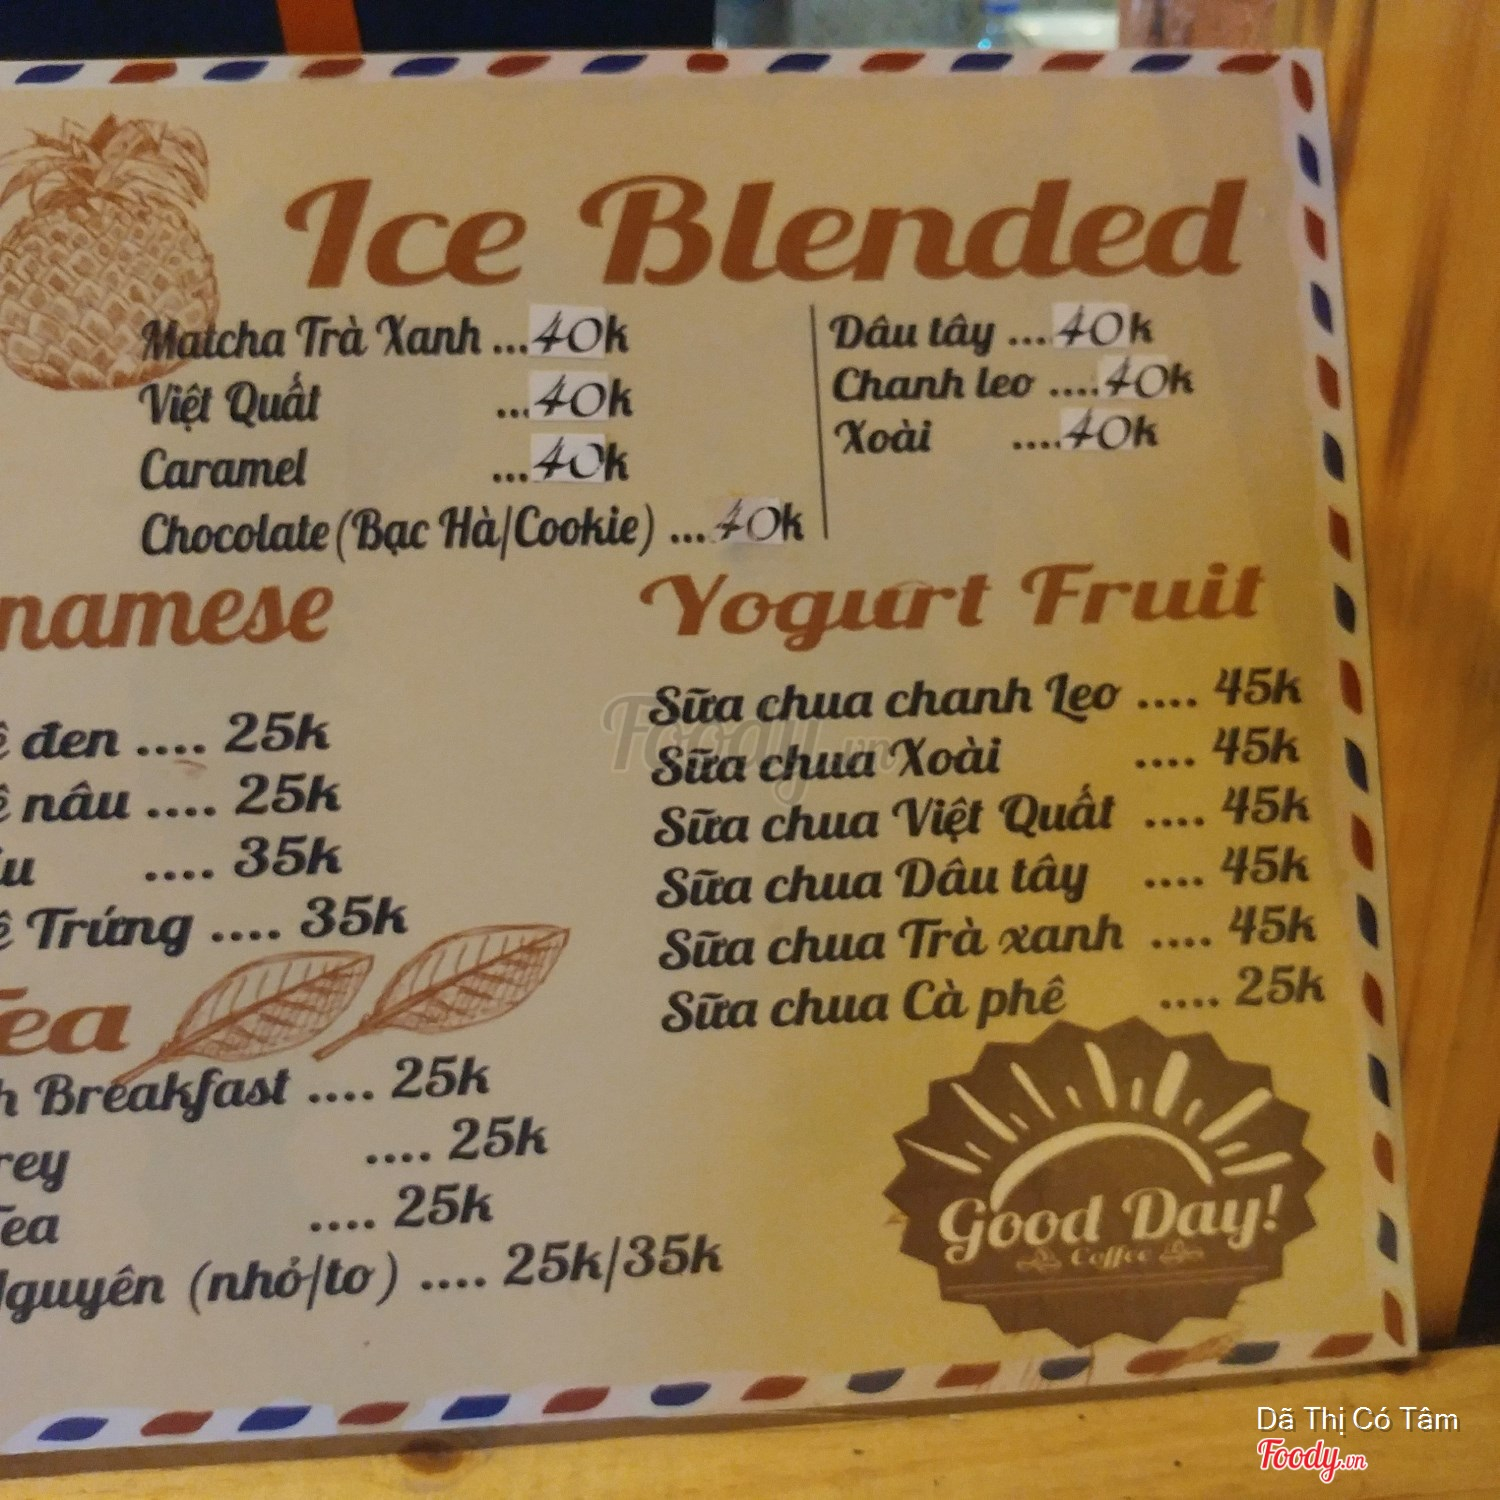 Ice Blended
Matcha Trà Xanh ...40k
Việt Quất ...40k
Caramel ...40k
Chocolate (Bạc Hà/Cookie) ...40k
Dâu tây ....40k
Chanh leo ....40k
Xoài ....40k
namese
đen .... 25k
nâu .... 25k
.... 35k
Trứng .... 35k
Tea
Breakfast .... 25k
rey .... 25k
Tea .... 25k
Nguyên (nhỏ/to) .... 25k/35k
Yogurt Fruit
Sữa chua chanh Leo .... 45k
Sữa chua Xoài .... 45k
Sữa chua Việt Quất .... 45k
Sữa chua Dâu tây .... 45k
Sữa chua Trà xanh .... 45k
Sữa chua Cà phê .... 25k
Good Day!
Coffee
Foody.vn
Dã Thị Có Tâm
Foody.vn